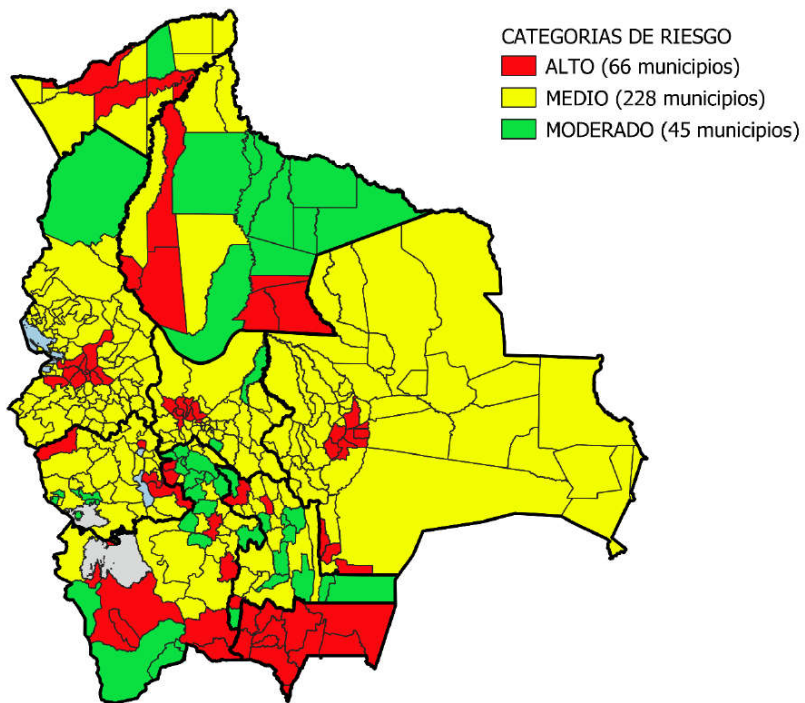 CATEGORIAS DE RIESGO
ALTO (66 municipios)
MEDIO (228 municipios)
MODERADO (45 municipios)